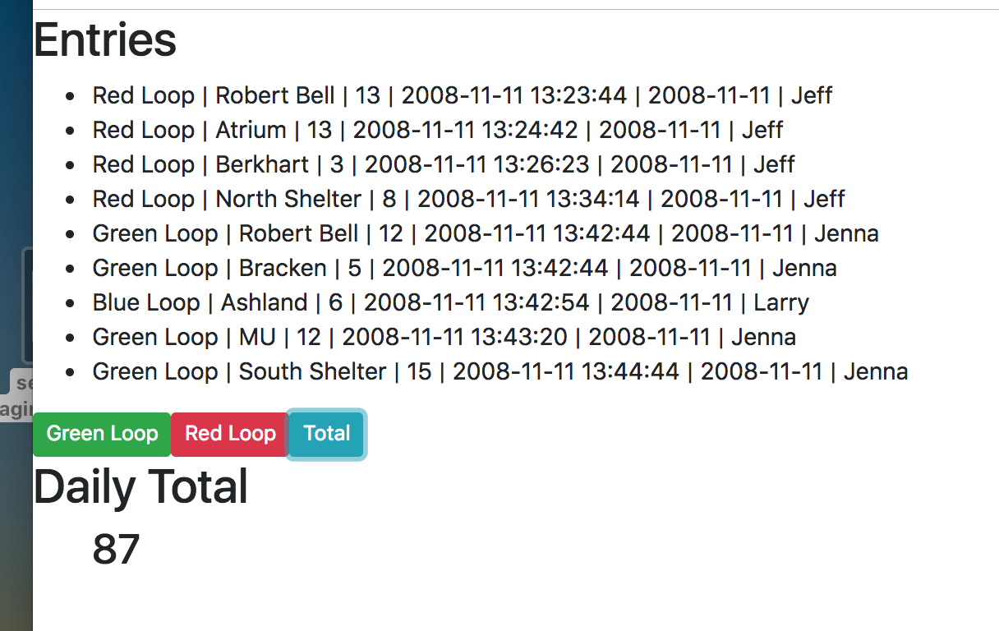 Entries
Red Loop | Robert Bell | 13 | 2008-11-11 13:23:44 | 2008-11-11 | Jeff
Red Loop | Atrium | 13 | 2008-11-11 13:24:42 | 2008-11-11 | Jeff
Red Loop | Berkhart | 3 | 2008-11-11 13:26:23 | 2008-11-11 | Jeff
Red Loop | North Shelter | 8 | 2008-11-11 13:34:14 | 2008-11-11 | Jeff
Green Loop | Robert Bell | 12 | 2008-11-11 13:42:44 | 2008-11-11 | Jenna
Green Loop | Bracken | 5 | 2008-11-11 13:42:44 | 2008-11-11 | Jenna
Blue Loop | Ashland | 6 | 2008-11-11 13:42:54 | 2008-11-11 | Larry
Green Loop | MU | 12 | 2008-11-11 13:43:20 | 2008-11-11 | Jenna
Green Loop | South Shelter | 15 | 2008-11-11 13:44:44 | 2008-11-11 | Jenna
Green Loop Red Loop Total
Daily Total
87